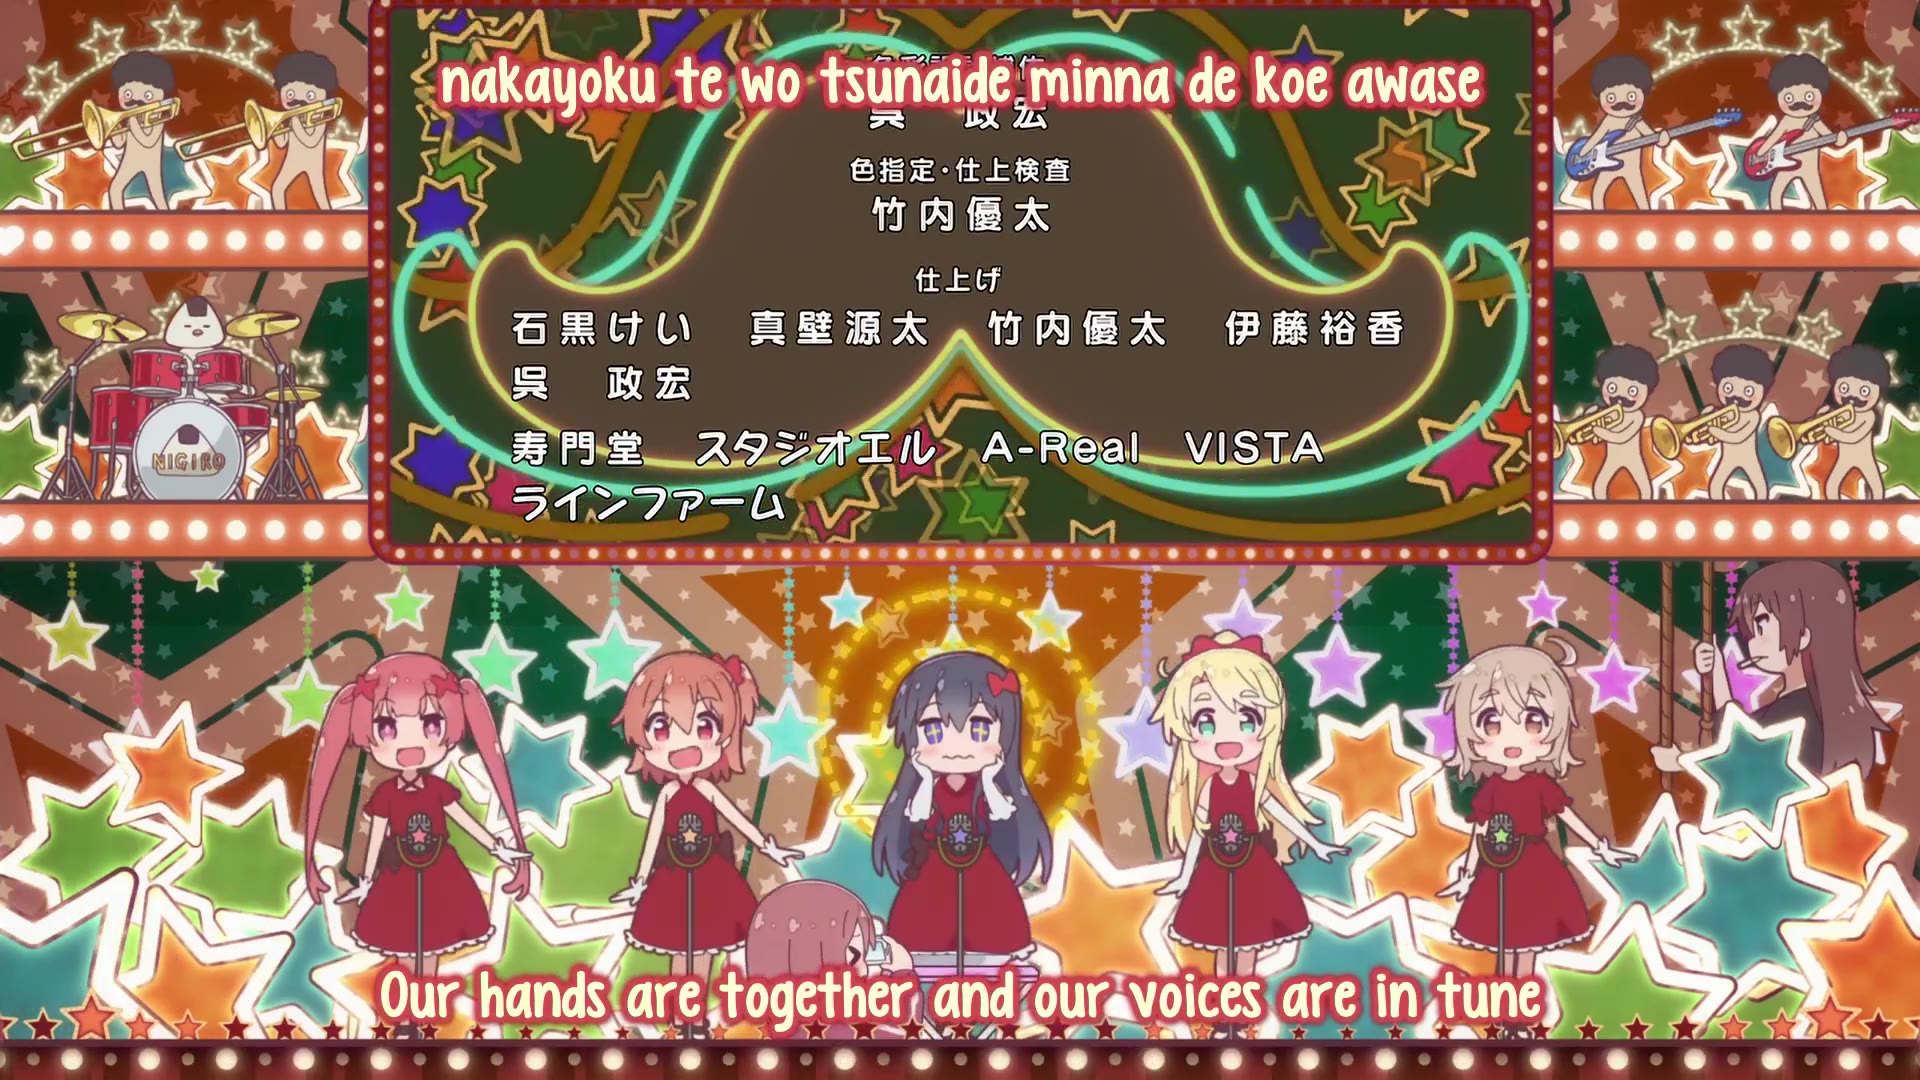 nakayoku te wo tsunaide minna de koe awase
呉 政宏
色指定・仕上検査
竹内優太
仕上げ
石黒けい 真壁源太 竹内優太 伊藤裕香
呉 政宏
寿門堂 スタジオエル A-Real VISTA
ラインファーム
NIGIRO
Our hands are together and our voices are in tune